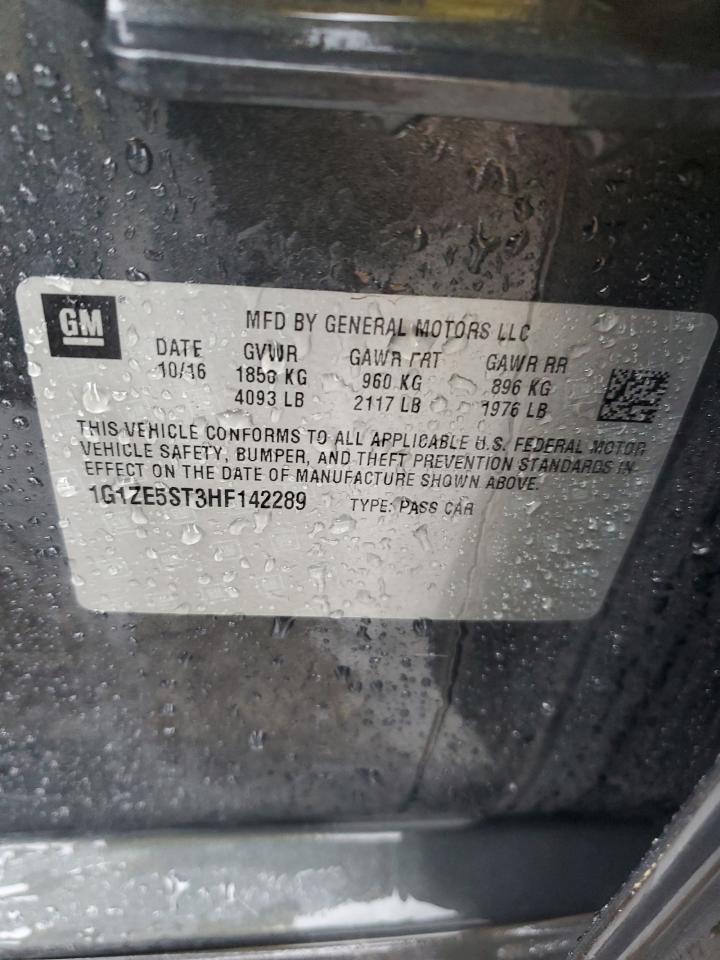 GM ®
MFD BY GENERAL MOTORS LLC
DATE GVWR GAWR FRT GAWR RR
10/16 1856 KG 960 KG 896 KG
4093 LB 2117 LB 1976 LB
THIS VEHICLE CONFORMS TO ALL APPLICABLE U.S. FEDERAL MOTOR
VEHICLE SAFETY, BUMPER, AND THEFT PREVENTION STANDARDS IN
EFFECT ON THE DATE OF MANUFACTURE SHOWN ABOVE.
1G1ZE5ST3HF142289 TYPE: PASS CAR